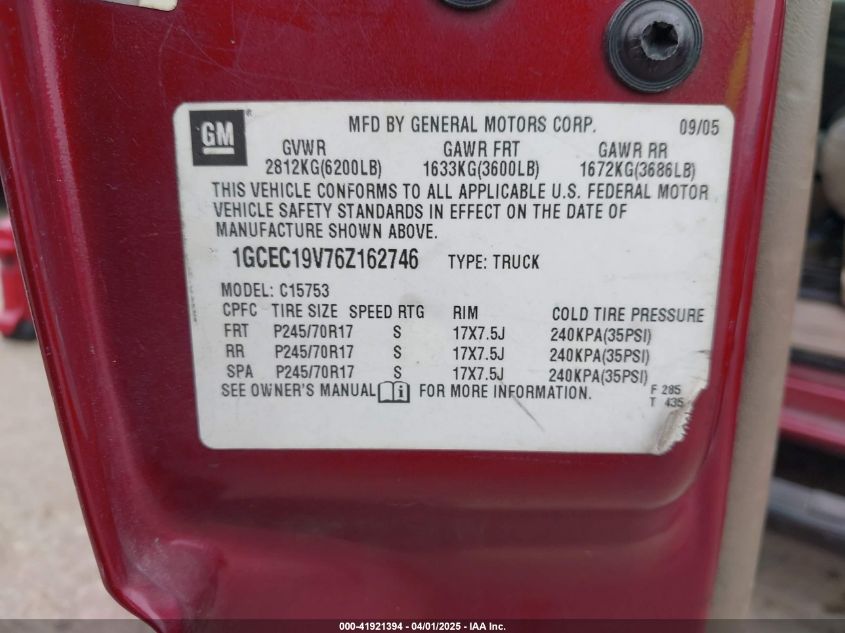 GM MFD BY GENERAL MOTORS CORP. 09/05
GVWR GAWR FRT GAWR RR
2812KG(6200LB) 1633KG(3600LB) 1672KG(3686LB)
THIS VEHICLE CONFORMS TO ALL APPLICABLE U.S. FEDERAL MOTOR
VEHICLE SAFETY STANDARDS IN EFFECT ON THE DATE OF
MANUFACTURE SHOWN ABOVE.
1GCEC19V76Z162746 TYPE: TRUCK
MODEL: C15753
CPFC TIRE SIZE SPEED RTG RIM COLD TIRE PRESSURE
FRT P245/70R17 S 17X7.5J 240KPA(35PSI)
RR P245/70R17 S 17X7.5J 240KPA(35PSI)
SPA P245/70R17 S 17X7.5J 240KPA(35PSI)
SEE OWNER'S MANUAL i FOR MORE INFORMATION. F 285
T 435
000-41921394 - 04/01/2025 - IAA Inc.